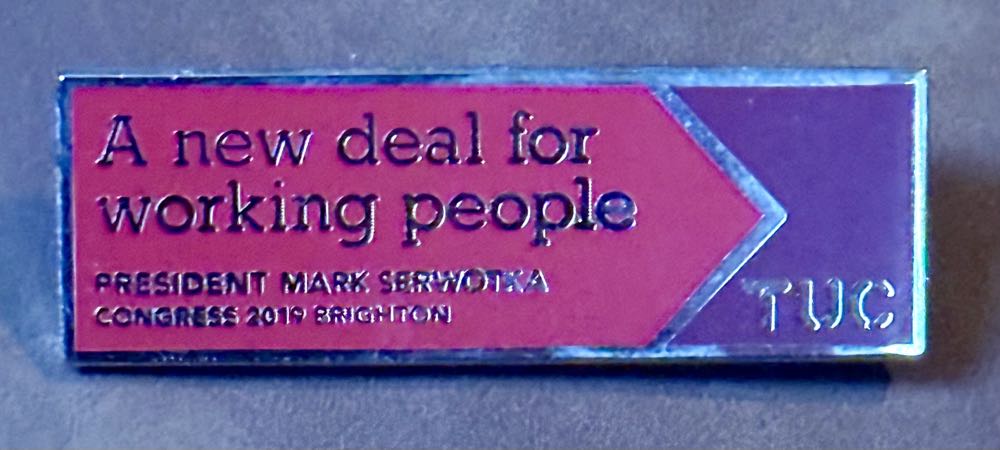 A new deal for
working people
PRESIDENT MARK SERWOTKA
CONGRESS 2019 BRIGHTON
TUC